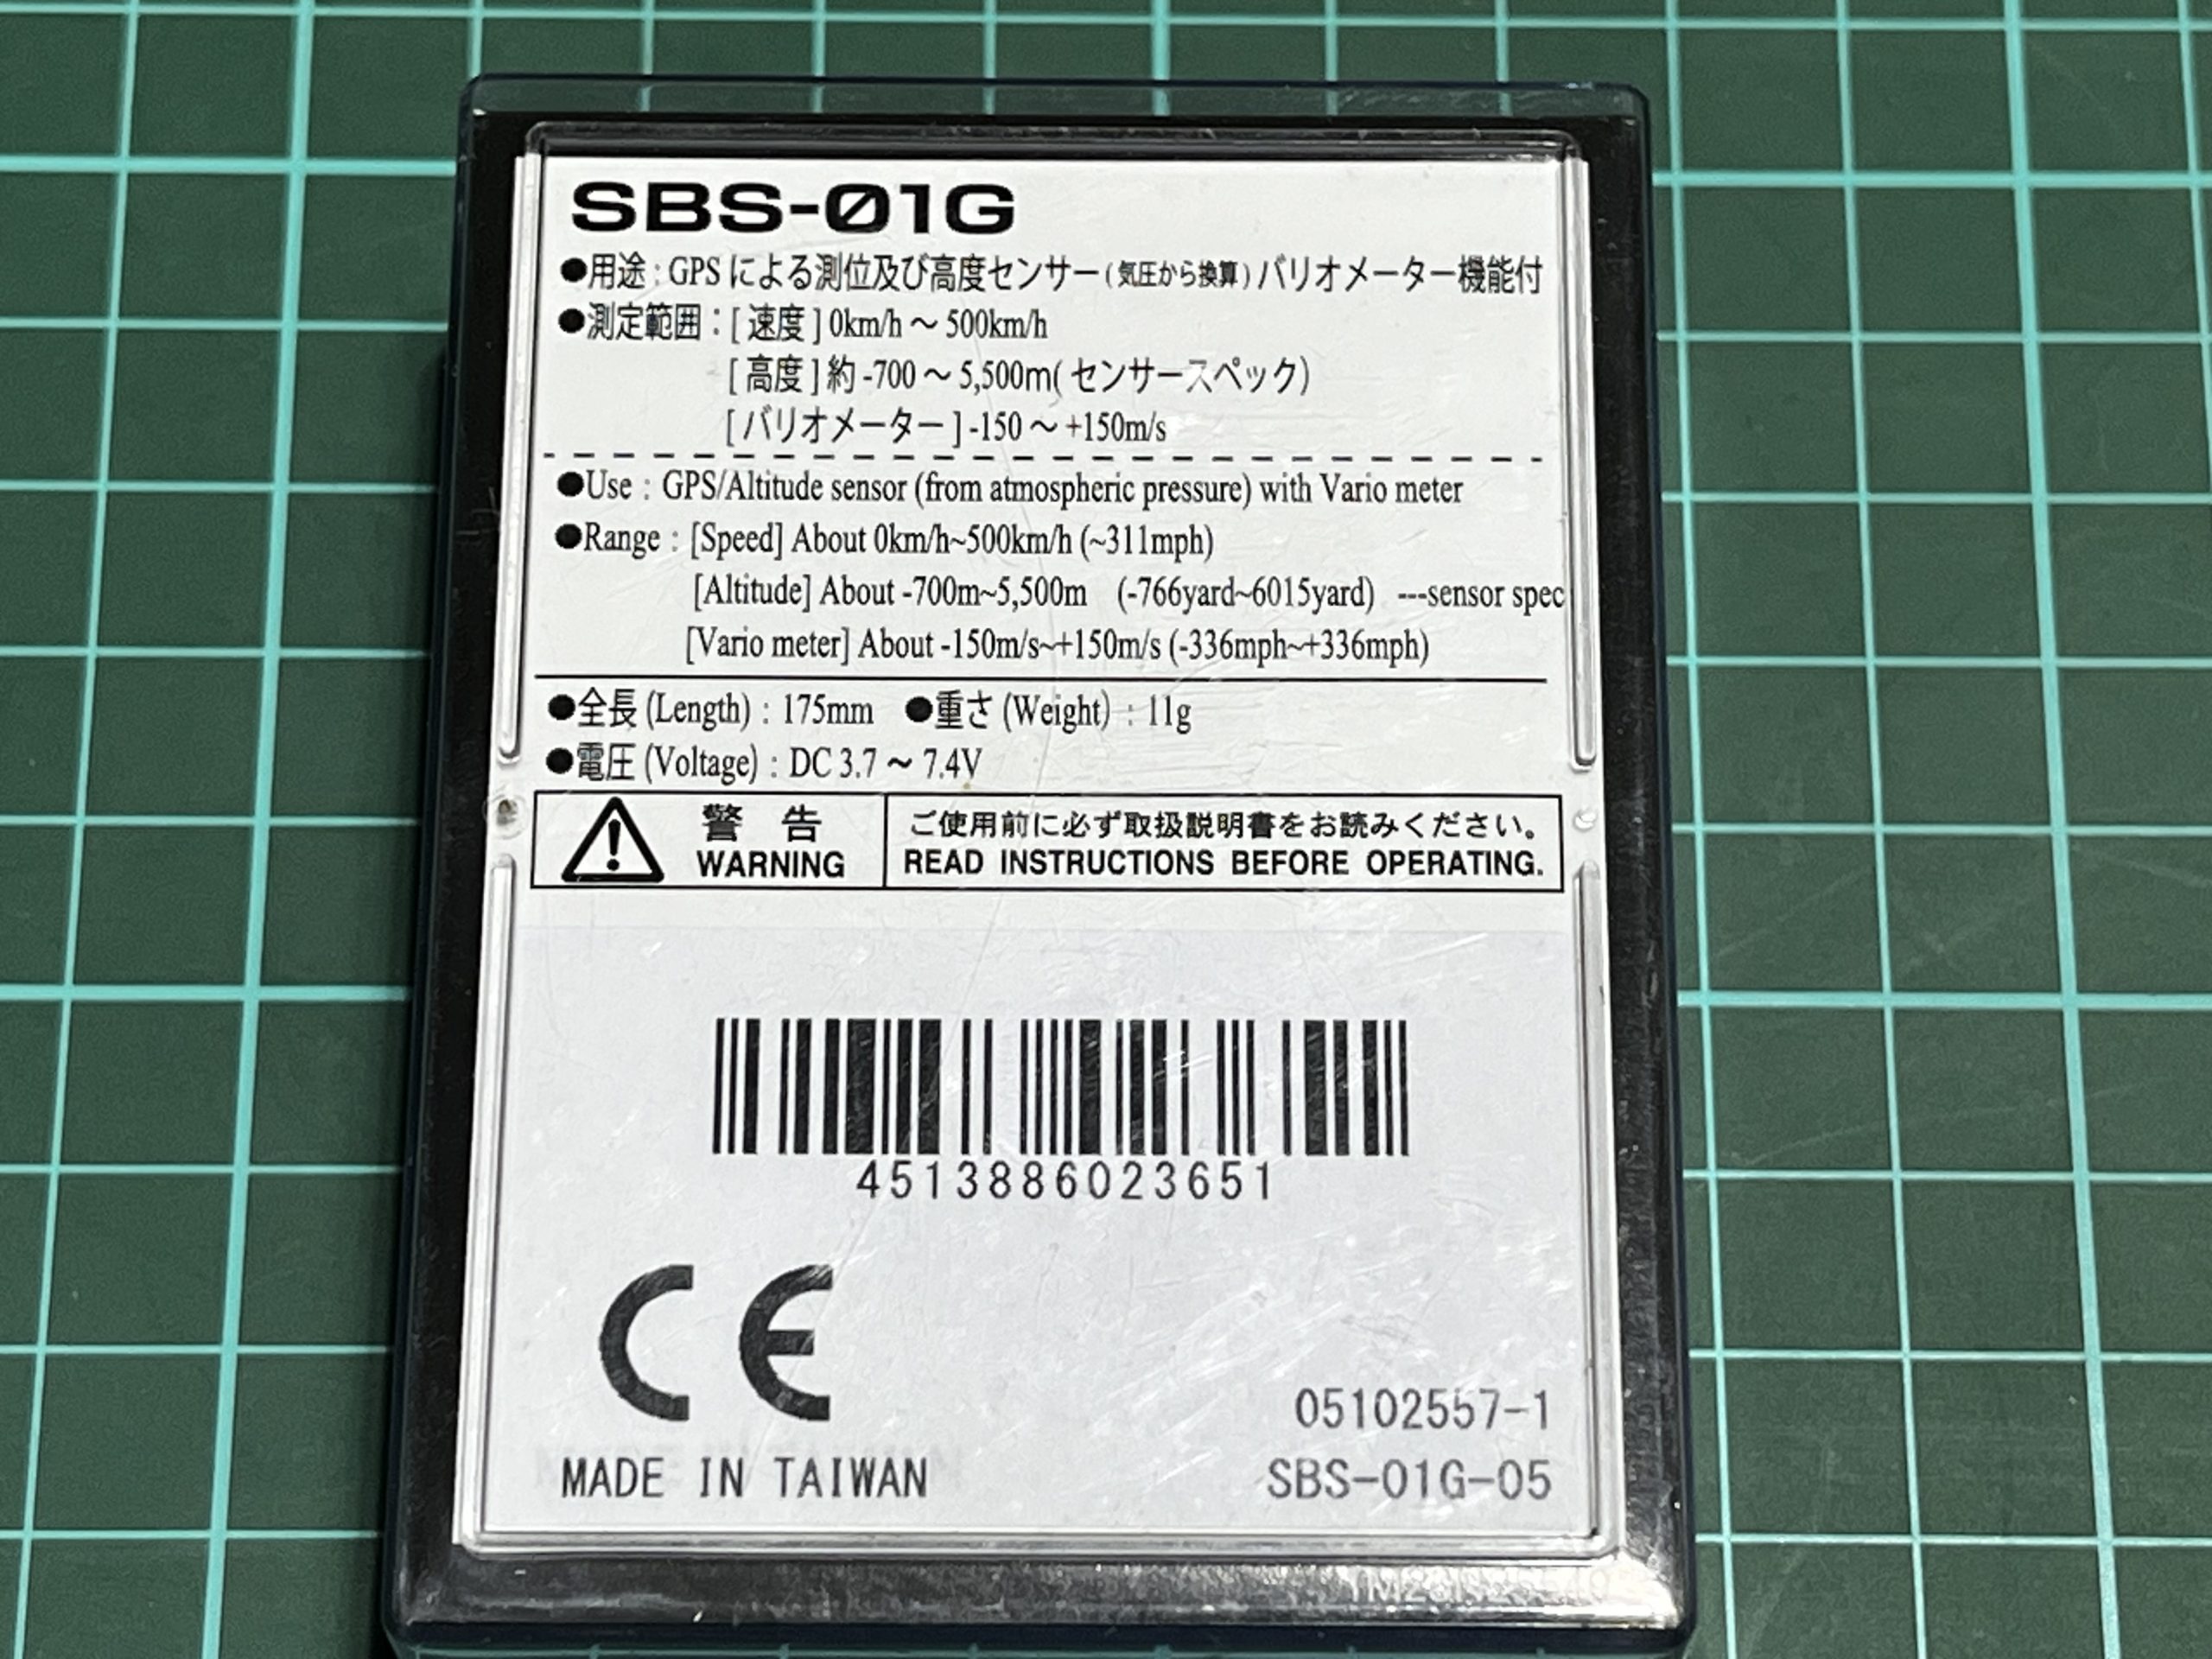 SBS-01G
●用途 : GPS による測位及び高度センサー ( 気圧から換算 ) バリオメーター機能付
●測定範囲 : [ 速度 ] 0km/h ～ 500km/h
[ 高度 ] 約 -700 ～ 5,500m( センサースペック)
[ バリオメーター ] -150 ～ +150m/s
●Use : GPS/Altitude sensor (from atmospheric pressure) with Vario meter
●Range : [Speed] About 0km/h~500km/h (~311mph)
[Altitude] About -700m~5,500m (-766yard~6015yard) ---sensor spec
[Vario meter] About -150m/s~+150m/s (-336mph~+336mph)
●全長 (Length) : 175mm ●重さ (Weight) : 11g
●電圧 (Voltage) : DC 3.7 ～ 7.4V
警 告
WARNING
ご使用前に必ず取扱説明書をお読みください。
READ INSTRUCTIONS BEFORE OPERATING.
4513886023651
CE
05102557-1
MADE IN TAIWAN
SBS-01G-05